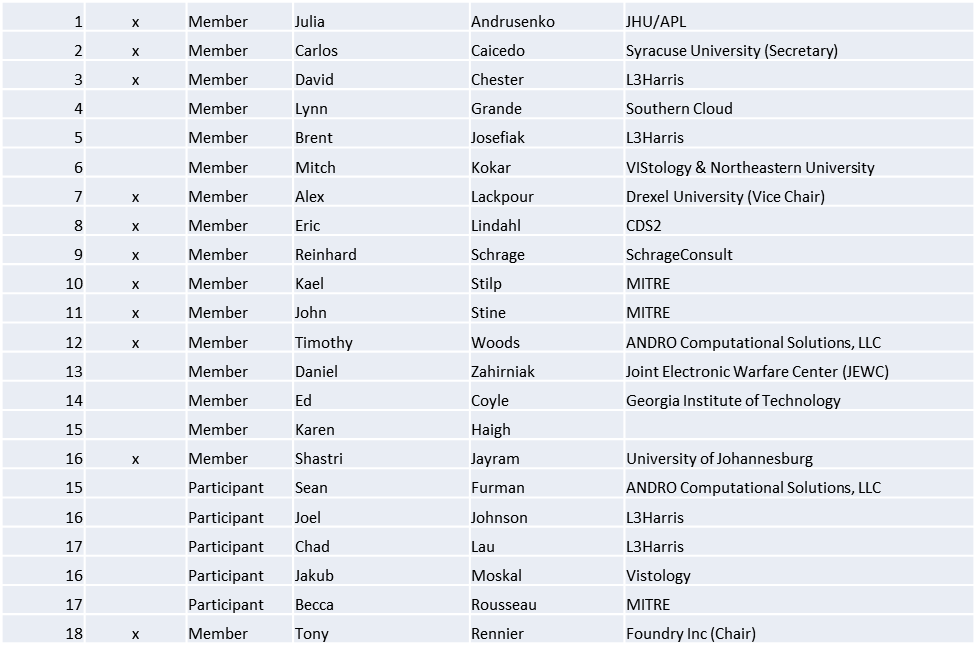 1 x Member Julia Andrusenko JHU/APL
2 x Member Carlos Caicedo Syracuse University (Secretary)
3 x Member David Chester L3Harris
4 Member Lynn Grande Southern Cloud
5 Member Brent Josefiak L3Harris
6 Member Mitch Kokar VIStology & Northeastern University
7 x Member Alex Lackpour Drexel University (Vice Chair)
8 x Member Eric Lindahl CDS2
9 x Member Reinhard Schrage SchrageConsult
10 x Member Kael Stilp MITRE
11 x Member John Stine MITRE
12 x Member Timothy Woods ANDRO Computational Solutions, LLC
13 Member Daniel Zahirniak Joint Electronic Warfare Center (JEWC)
14 Member Ed Coyle Georgia Institute of Technology
15 Member Karen Haigh
16 x Member Shastri Jayram University of Johannesburg
15 Participant Sean Furman ANDRO Computational Solutions, LLC
16 Participant Joel Johnson L3Harris
17 Participant Chad Lau L3Harris
16 Participant Jakub Moskal Vistology
17 Participant Becca Rousseau MITRE
18 x Member Tony Rennier Foundry Inc (Chair)